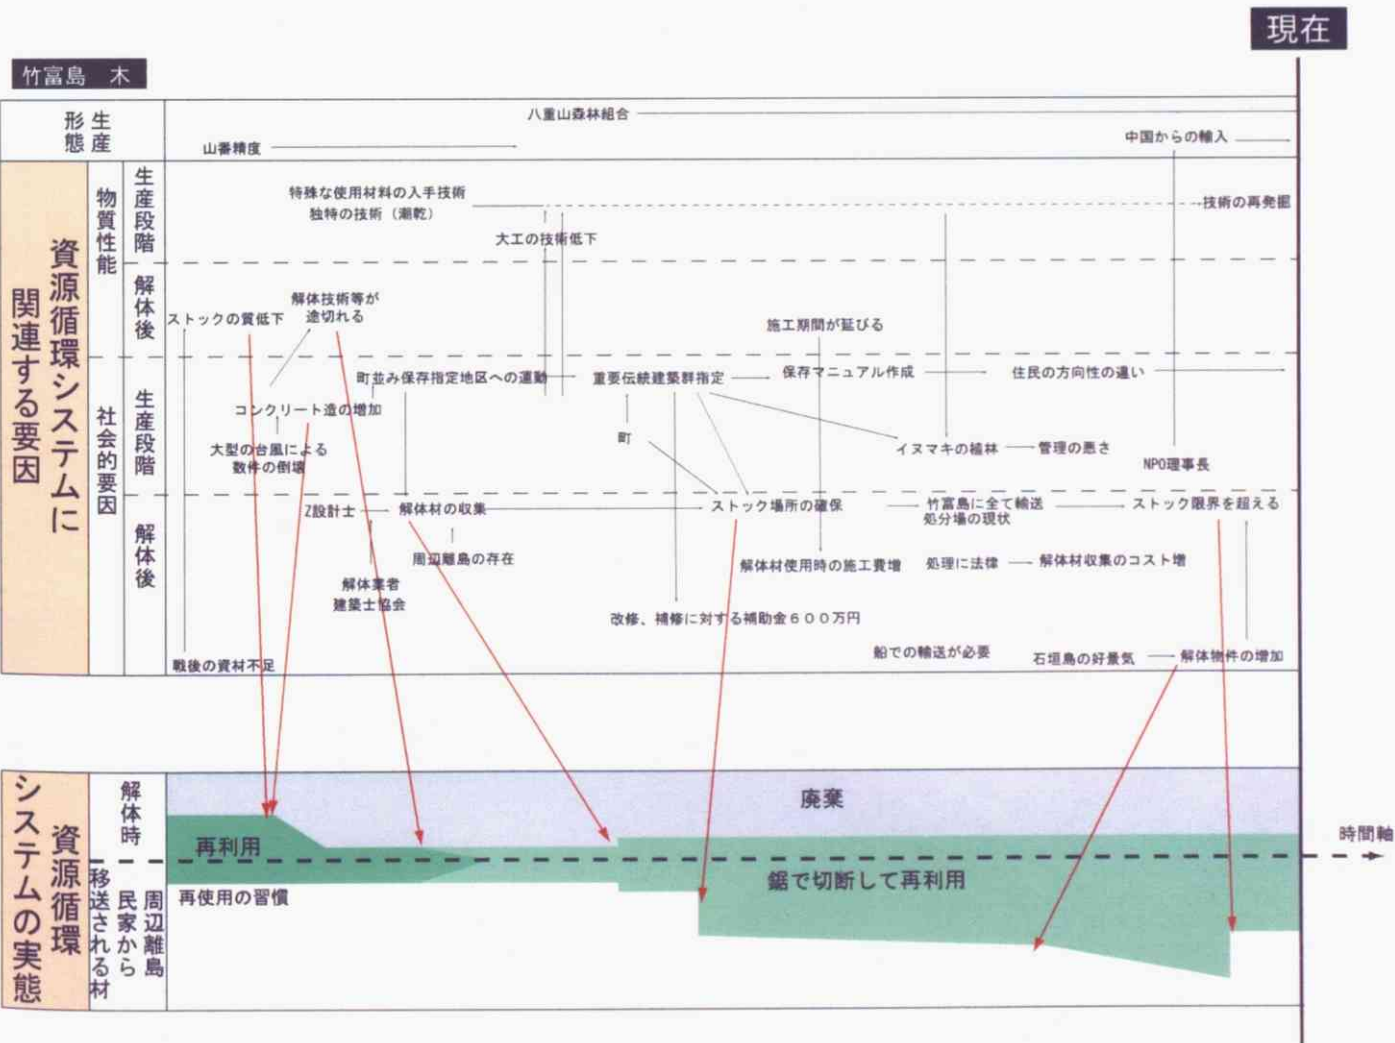 現在
竹富島 木
生産形態
八重山森林組合
山番精度
中国からの輸入
資源循環システムに
関連する要因
物質性能
生産段階
特殊な使用材料の入手技術
独特の技術（潮乾）
技術の再発掘
大工の技術低下
解体後
ストックの質低下
解体技術等が
途切れる
施工期間が延びる
社会的要因
生産段階
町並み保存指定地区への運動
重要伝統建築群指定
保存マニュアル作成
住民の方向性の違い
コンクリート造の増加
大型の台風による
数件の倒壊
町
イヌマキの植林
管理の悪さ
NPO理事長
解体後
Z設計士
解体材の収集
ストック場所の確保
竹富島に全て輸送
処分場の現状
ストック限界を超える
周辺離島の存在
解体業者
建築士協会
解体材使用時の施工費増
処理に法律
解体材収集のコスト増
改修、補修に対する補助金６００万円
戦後の資材不足
船での輸送が必要
石垣島の好景気
解体物件の増加
資源循環
システムの実態
解体時
周辺離島
民家から
移送される材
廃棄
再利用
時間軸
鋸で切断して再利用
再使用の習慣